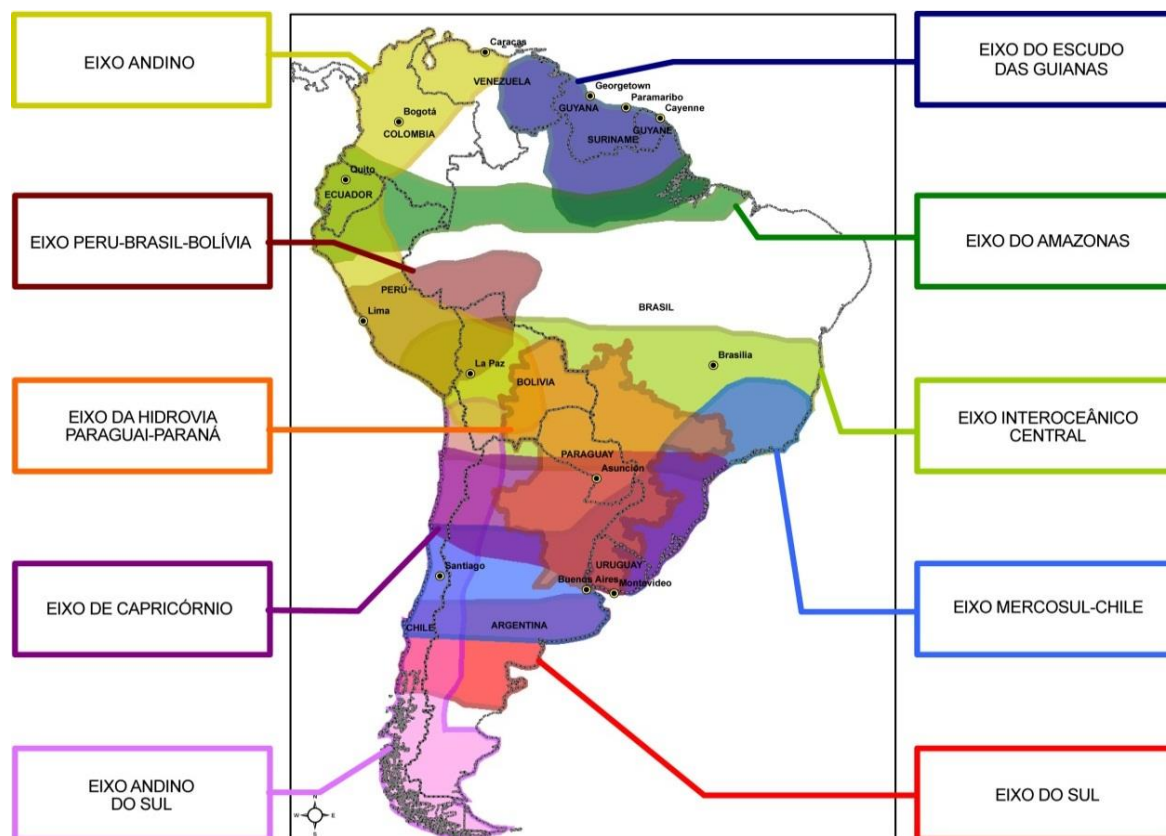 EIXO ANDINO
EIXO DO ESCUDO
DAS GUIANAS
EIXO PERU-BRASIL-BOLÍVIA
EIXO DO AMAZONAS
EIXO DA HIDROVIA
PARAGUAI-PARANÁ
EIXO INTEROCEÂNICO
CENTRAL
EIXO DE CAPRICÓRNIO
EIXO MERCOSUL-CHILE
EIXO ANDINO
DO SUL
EIXO DO SUL
Caracas
VENEZUELA
Georgetown
GUYANA
Paramaribo
Cayenne
GUYANE
SURINAME
Bogotá
COLOMBIA
Quito
ECUADOR
PERÚ
Lima
BRASIL
La Paz
Brasilia
BOLIVIA
PARAGUAY
Asunción
Santiago
URUGUAY
Buenos Aires
Montevideo
CHILE
ARGENTINA
N
W
E
S